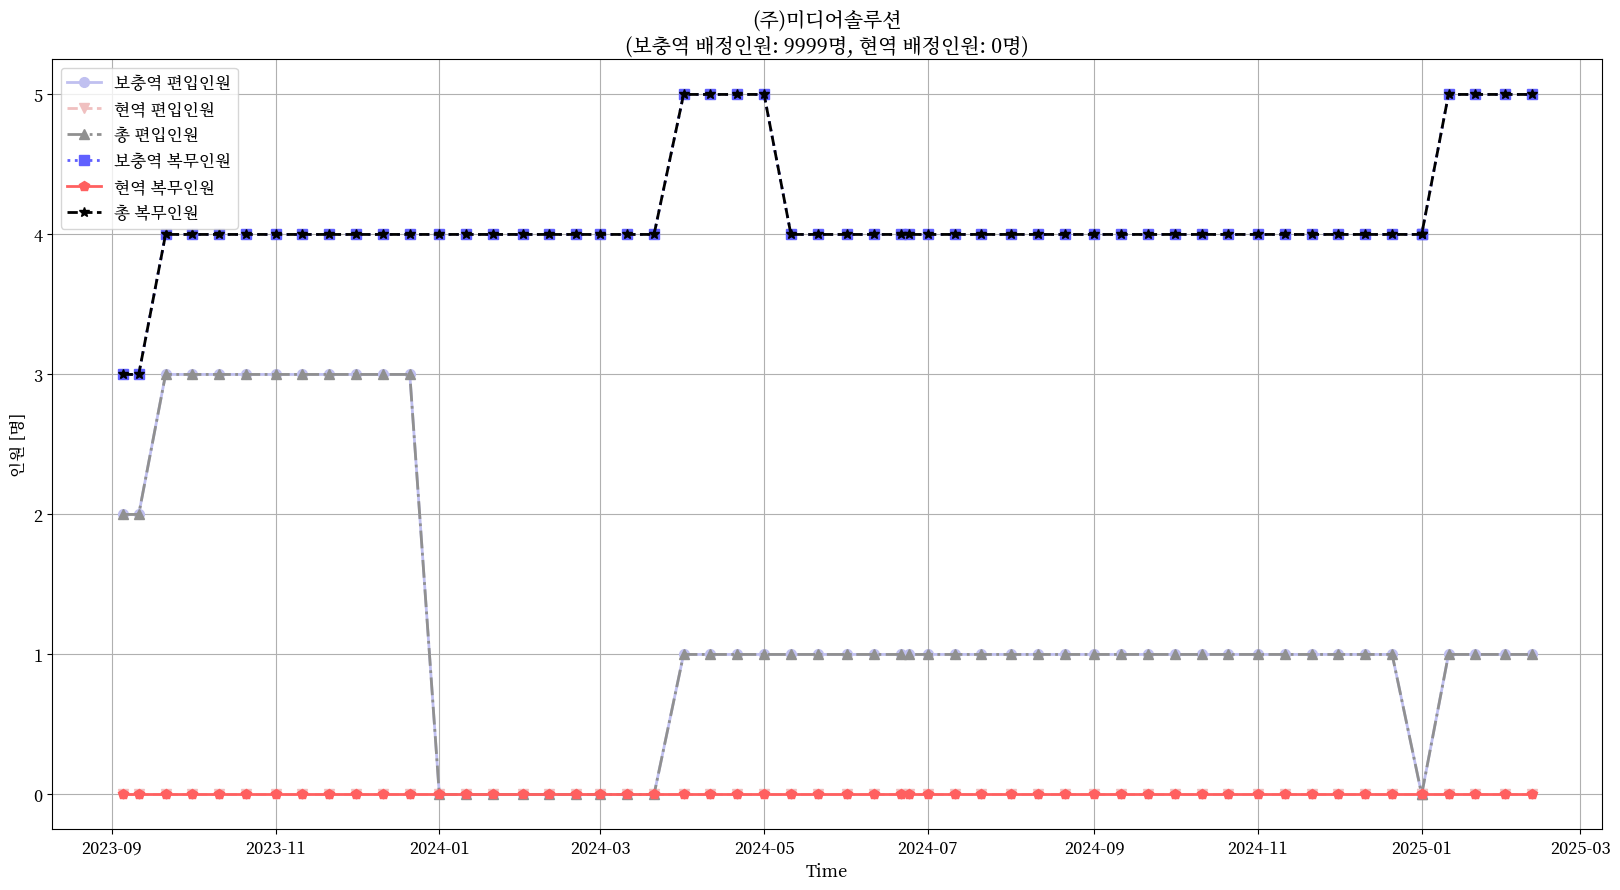 (주)미디어솔루션
(보충역 배정인원: 9999명, 현역 배정인원: 0명)
보충역 편입인원
현역 편입인원
총 편입인원
보충역 복무인원
현역 복무인원
총 복무인원
인원 [명]
5
4
3
2
1
0
2023-09
2023-11
2024-01
2024-03
2024-05
2024-07
2024-09
2024-11
2025-01
2025-03
Time